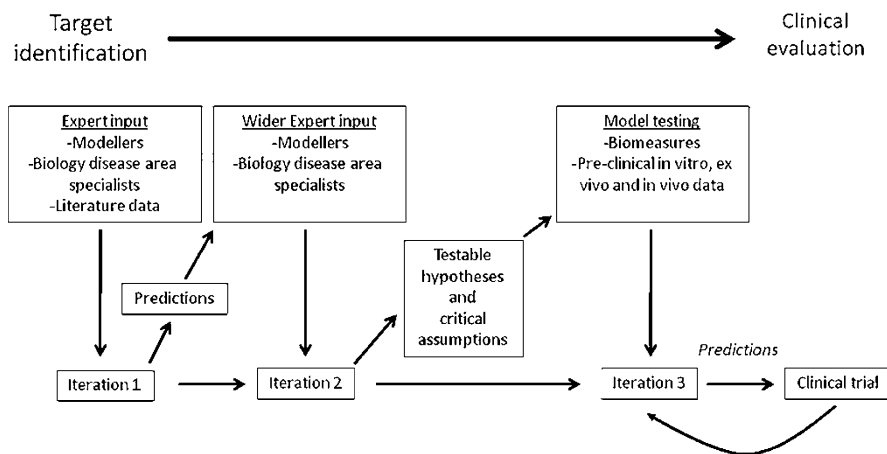 Target
identification
Clinical
evaluation
Expert input
-Modellers
-Biology disease area
specialists
-Literature data
Wider Expert input
-Modellers
-Biology disease area
specialists
Model testing
-Biomeasures
-Pre-clinical in vitro, ex
vivo and in vivo data
Predictions
Testable
hypotheses
and
critical
assumptions
Iteration 1
Iteration 2
Iteration 3
Predictions
Clinical trial